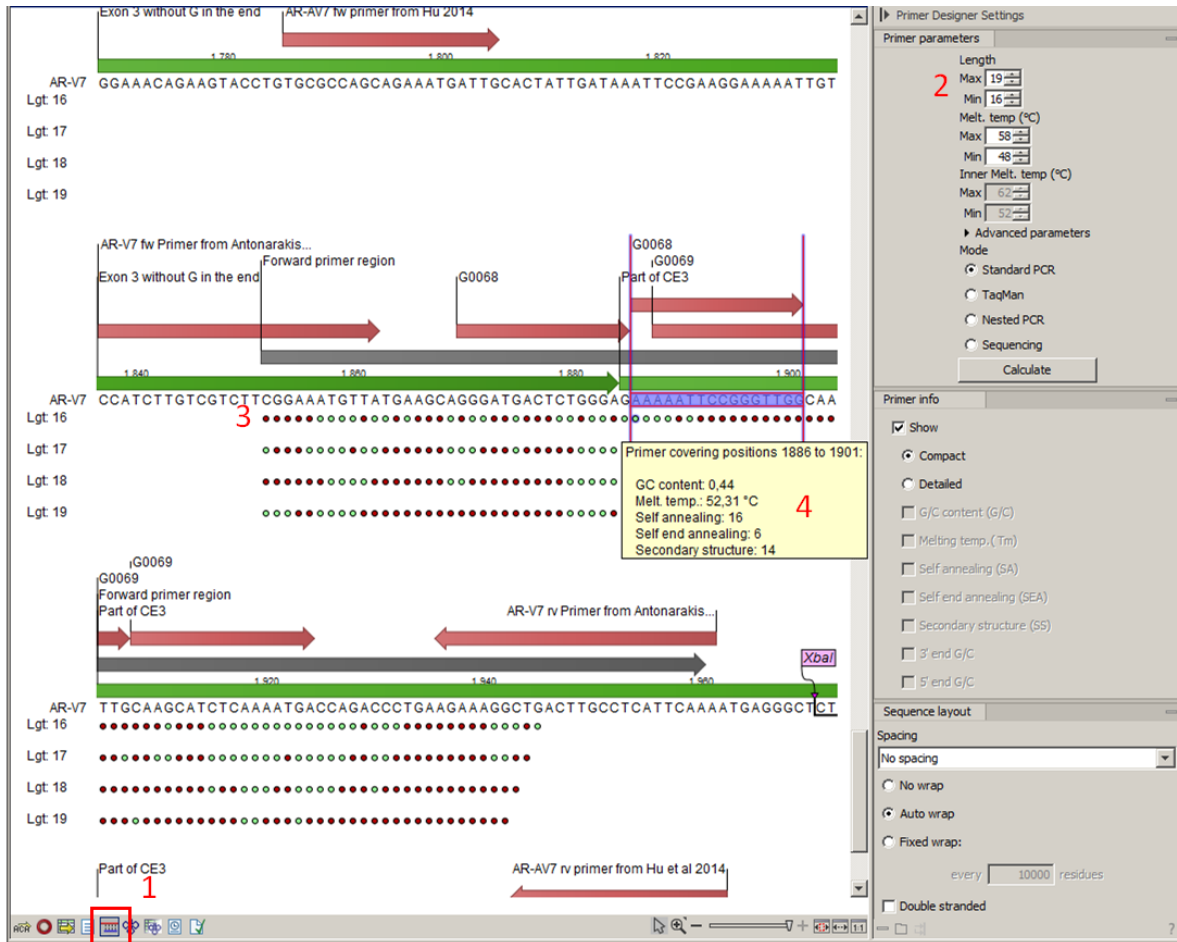 Exon 3 without G in the end
AR-AV7 fw primer from Hu 2014
1.780
1.800
1.820
AR-V7 GGAAACAGAAGTACCTGTGCGCCAGCAGAAATGATTGCACTATTGATAAATTCCGAAGGAAAAATTGT
Lgt: 16
Lgt: 17
Lgt: 18
Lgt: 19
AR-V7 fw Primer from Antonarakis...
G0068
Forward primer region
G0069
Exon 3 without G in the end
G0068
Part of CE3
1.840
1.860
1.880
1.900
AR-V7 CCATCTTGTCGTCTTCGGAAATGTTATGAAGCAGGGATGACTCTGGGAGAAAAATTCCGGGTTGGCAA
3
Lgt: 16
Lgt: 17
Lgt: 18
Lgt: 19
Primer covering positions 1886 to 1901:
GC content: 0,44
Melt. temp.: 52,31 °C
Self annealing: 16
Self end annealing: 6
Secondary structure: 14
4
G0069
G0069
Forward primer region
Part of CE3
AR-V7 rv Primer from Antonarakis...
XbaI
1.920
1.940
1.960
AR-V7 TTGCAAGCATCTCAAAATGACCAGACCCTGAAGAAAGGCTGACTTGCCTCATTCAAAATGAGGGCTCT
Lgt: 16
Lgt: 17
Lgt: 18
Lgt: 19
Part of CE3
AR-AV7 rv primer from Hu et al 2014
1
Primer Designer Settings
Primer parameters
2
Length
Max 19
Min 16
Melt. temp (°C)
Max 58
Min 48
Inner Melt. temp (°C)
Max 62
Min 52
Advanced parameters
Mode
Standard PCR
TaqMan
Nested PCR
Sequencing
Calculate
Primer info
Show
Compact
Detailed
G/C content (G/C)
Melting temp.(Tm)
Self annealing (SA)
Self end annealing (SEA)
Secondary structure (SS)
3' end G/C
5' end G/C
Sequence layout
Spacing
No spacing
No wrap
Auto wrap
Fixed wrap:
every 10000 residues
Double stranded
1:1
?